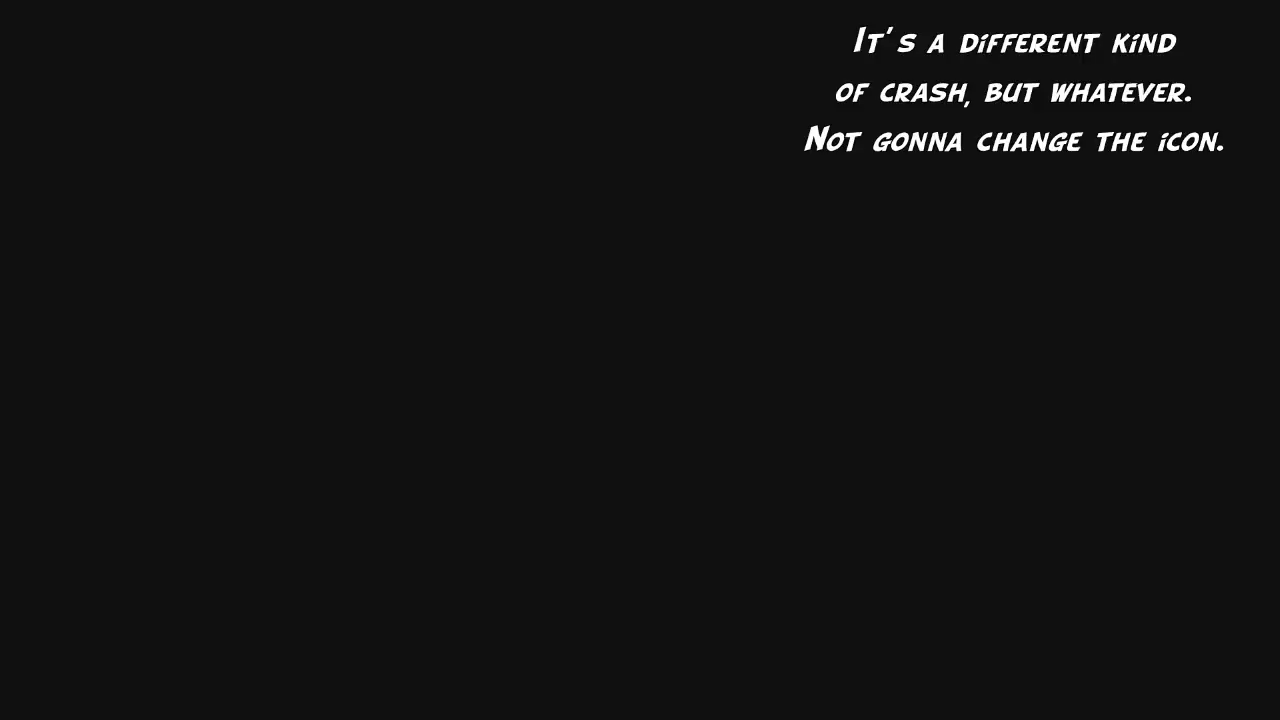 It's a different kind
of crash, but whatever.
Not gonna change the icon.